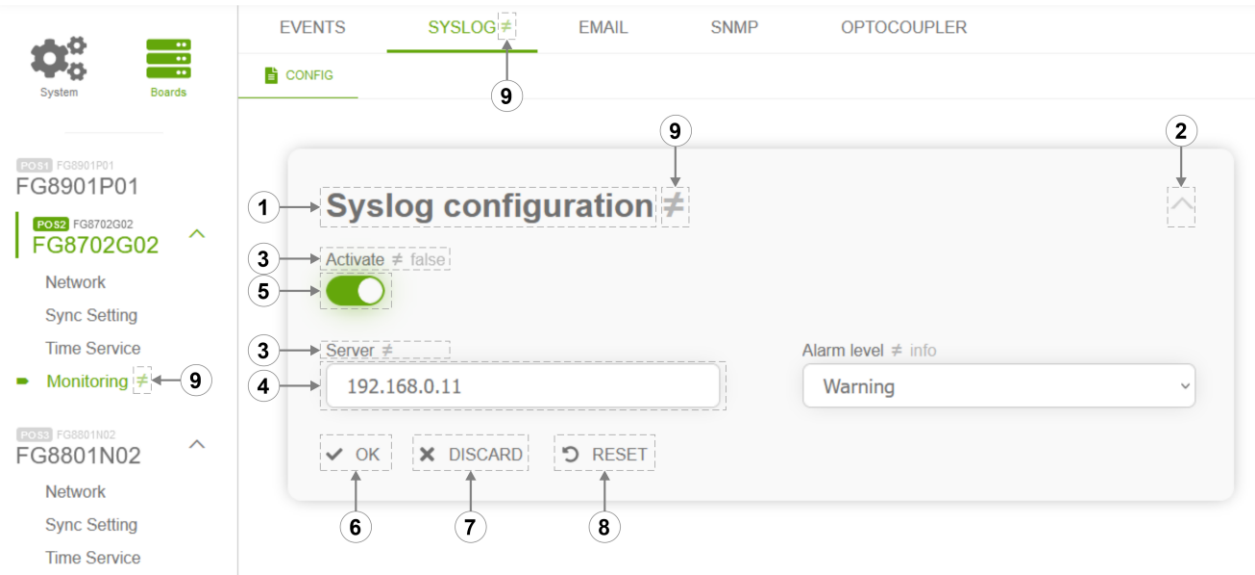 EVENTS SYSLOG ≠ EMAIL SNMP OPTOCOUPLER
System Boards
CONFIG
9
9
2
POS1 FG8901P01
FG8901P01
1 Syslog configuration ≠
POS2 FG8702G02
FG8702G02
3 Activate ≠ false
5
Network
Sync Setting
Time Service
Monitoring ≠ 9
3 Server ≠ Alarm level ≠ info
4 192.168.0.11 Warning
POS3 FG8801N02
FG8801N02
OK DISCARD RESET
6 7 8
Network
Sync Setting
Time Service